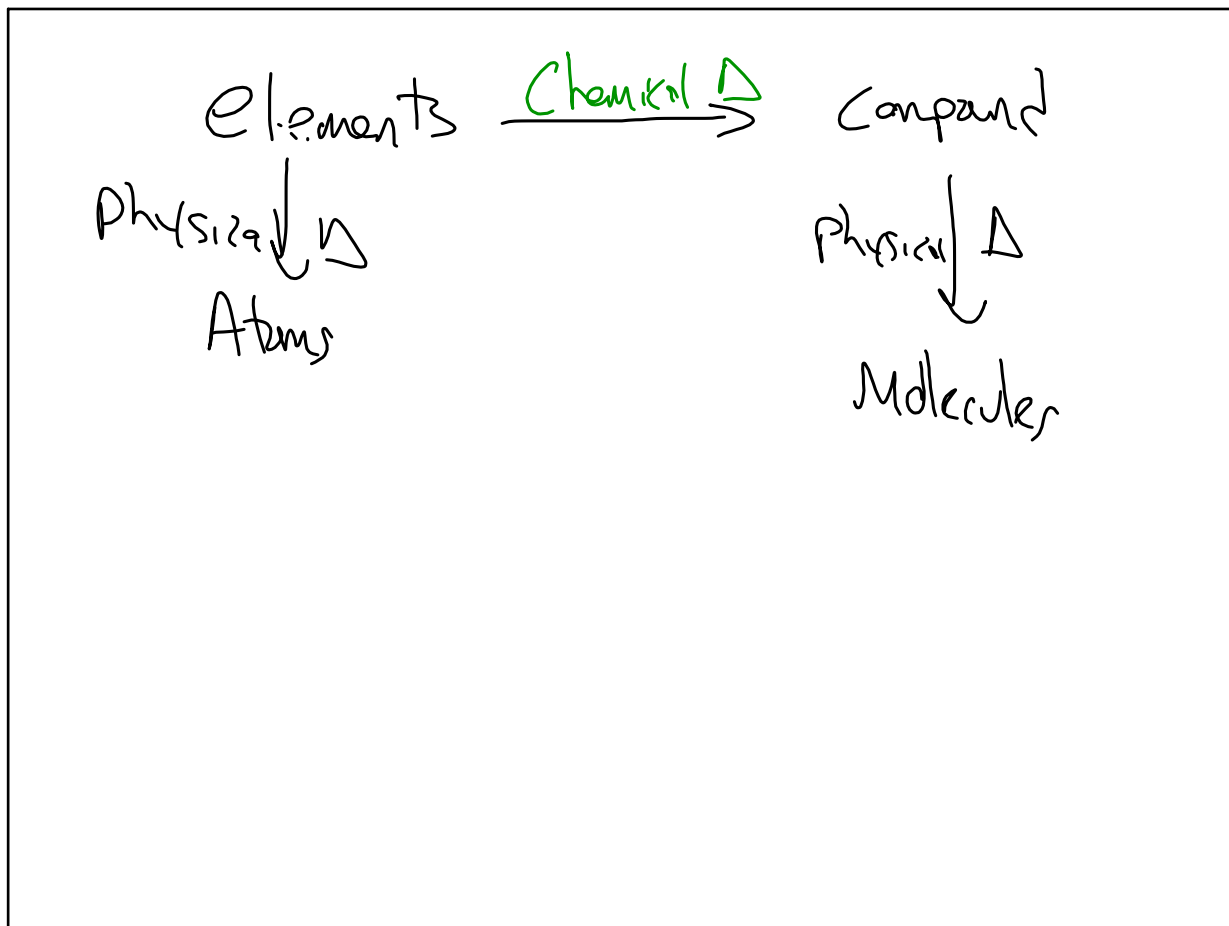 elements Chemical Δ Compound
Physical Δ Physical Δ
Atoms
Molecules